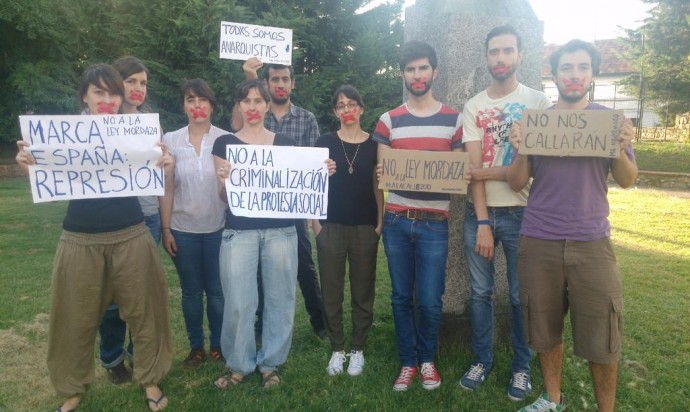 TODXS SOMOS
ANARQUISTAS
MARCA
ESPAÑA:
REPRESIÓN
NO A LA
LEY MORDAZA
NO A LA
CRIMINALIZACIÓN
DE LA PROTESTA SOCIAL
NO A LA LEY MORDAZA
NO NOS
CALLARÁN